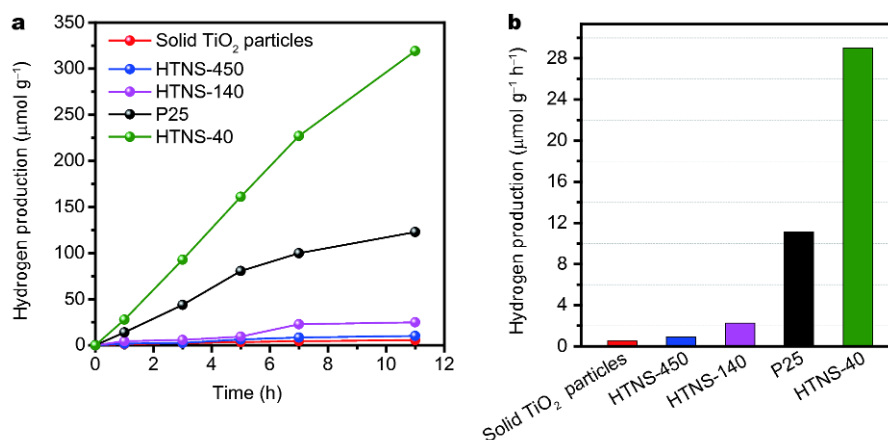 a
Hydrogen production (μmol g⁻¹)
350
300
250
200
150
100
50
0
Solid TiO₂ particles
HTNS-450
HTNS-140
P25
HTNS-40
0 2 4 6 8 10 12 14
Time (h)
b
Hydrogen production (μmol g⁻¹ h⁻¹)
28
24
20
16
12
8
4
0
Solid TiO₂ particles
HTNS-450
HTNS-140
P25
HTNS-40